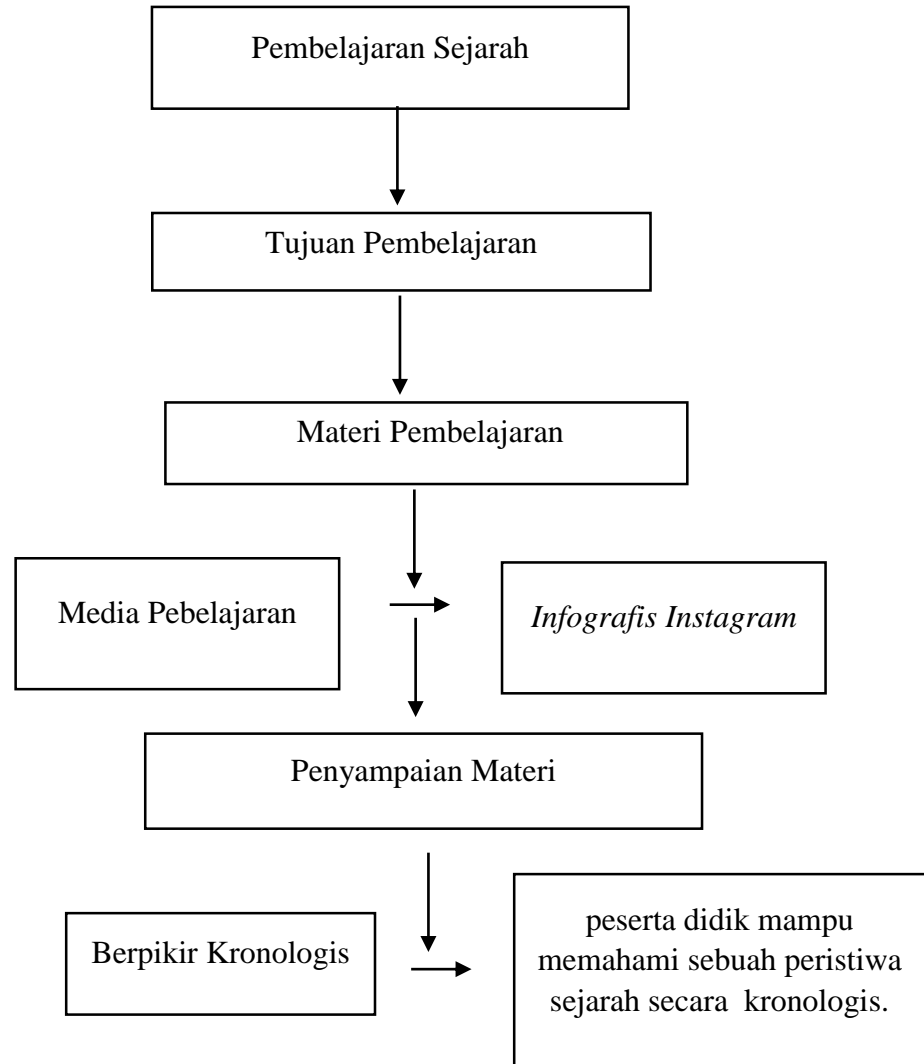 Pembelajaran Sejarah
Tujuan Pembelajaran
Materi Pembelajaran
Media Pebelajaran
Infografis Instagram
Penyampaian Materi
Berpikir Kronologis
peserta didik mampu
memahami sebuah peristiwa
sejarah secara kronologis.